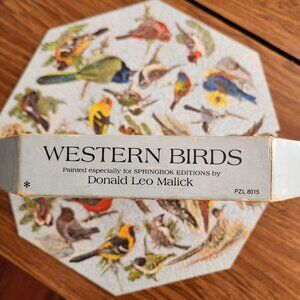 WESTERN BIRDS
Painted especially for SPRINGBOK EDITIONS by
Donald Leo Malick
* PZL 8015